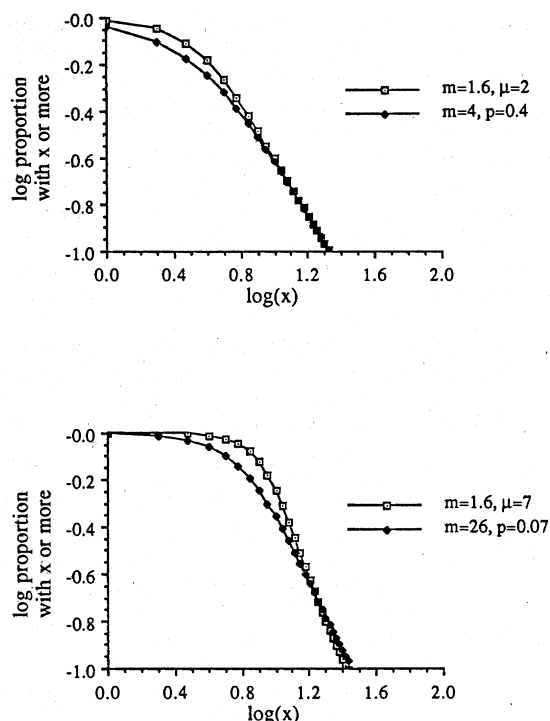 -0.0
-0.2
-0.4
-0.6
-0.8
-1.0
0.0 0.4 0.8 1.2 1.6 2.0
log(x)
log proportion
with x or more
m=1.6, μ=2
m=4, p=0.4
-0.0
-0.2
-0.4
-0.6
-0.8
-1.0
0.0 0.4 0.8 1.2 1.6 2.0
log(x)
log proportion
with x or more
m=1.6, μ=7
m=26, p=0.07